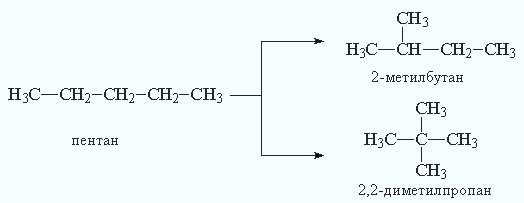 CH3
H3C—CH—CH2—CH3
2-метилбутан
H3C—CH2—CH2—CH2—CH3
пентан
CH3
H3C—C—CH3
CH3
2,2-диметилпропан